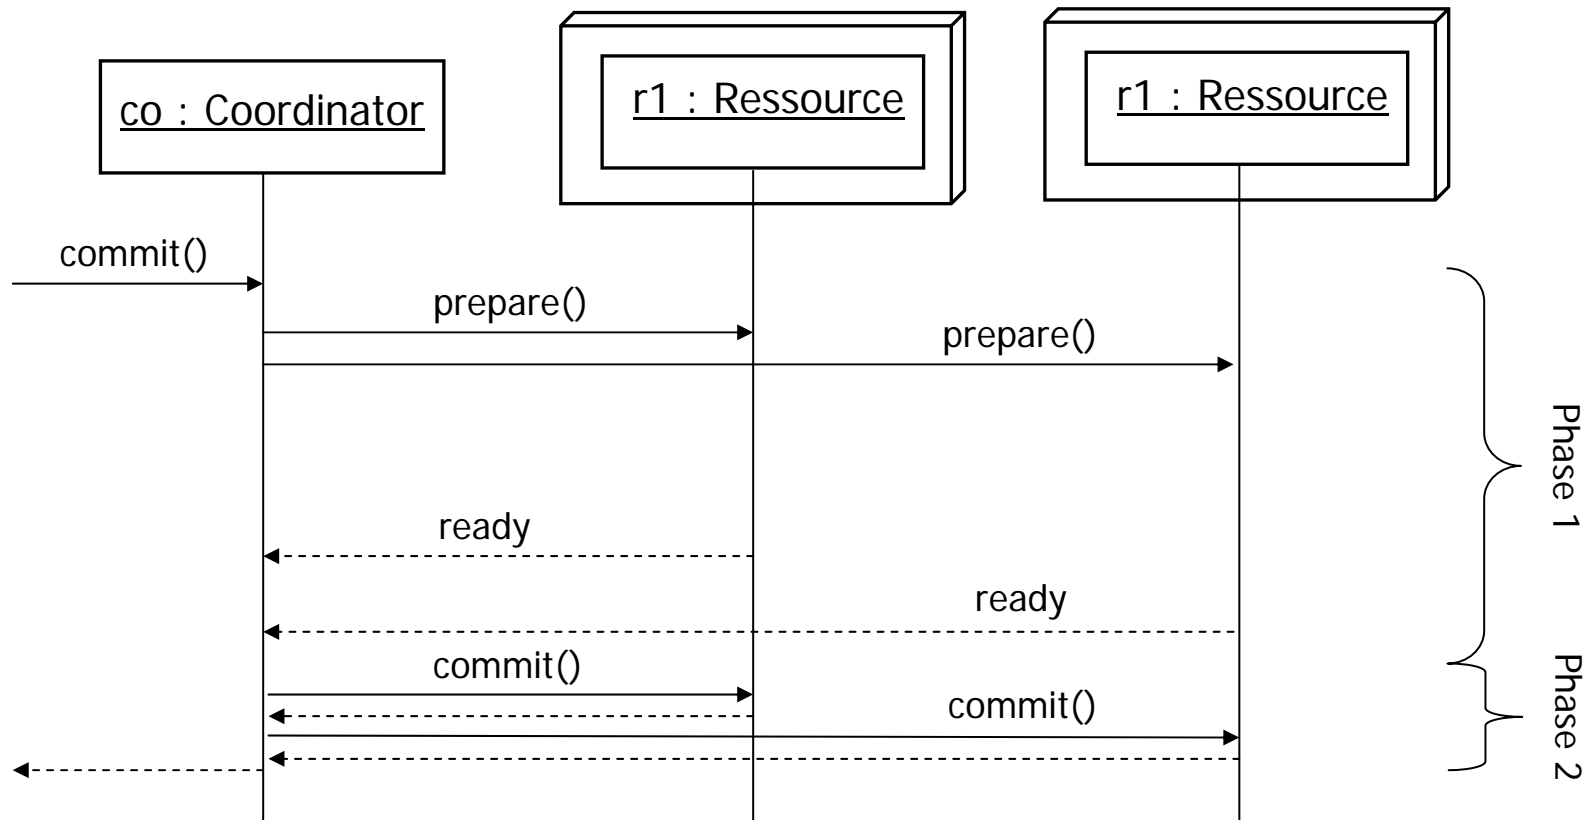 co : Coordinator
r1 : Ressource
r1 : Ressource
commit()
prepare()
prepare()
Phase 1
ready
ready
commit()
commit()
Phase 2